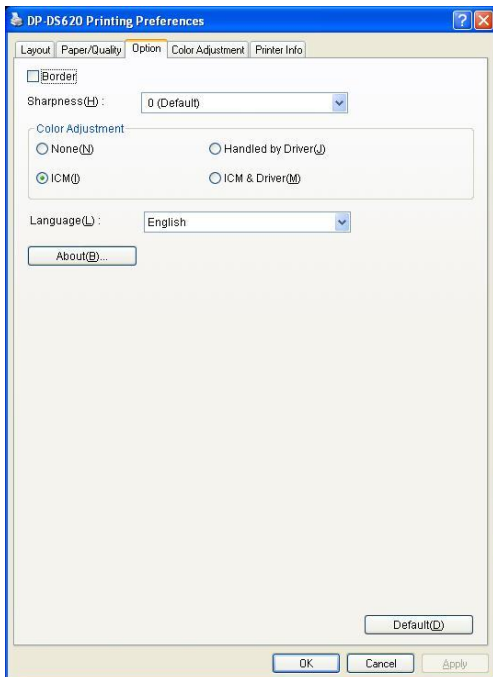 DP-DS620 Printing Preferences
Layout Paper/Quality Option Color Adjustment Printer Info
Border
Sharpness(H) : 0 (Default)
Color Adjustment
None(N) Handled by Driver(J)
ICM(I) ICM & Driver(M)
Language(L) : English
About(B)...
Default(D)
OK Cancel Apply